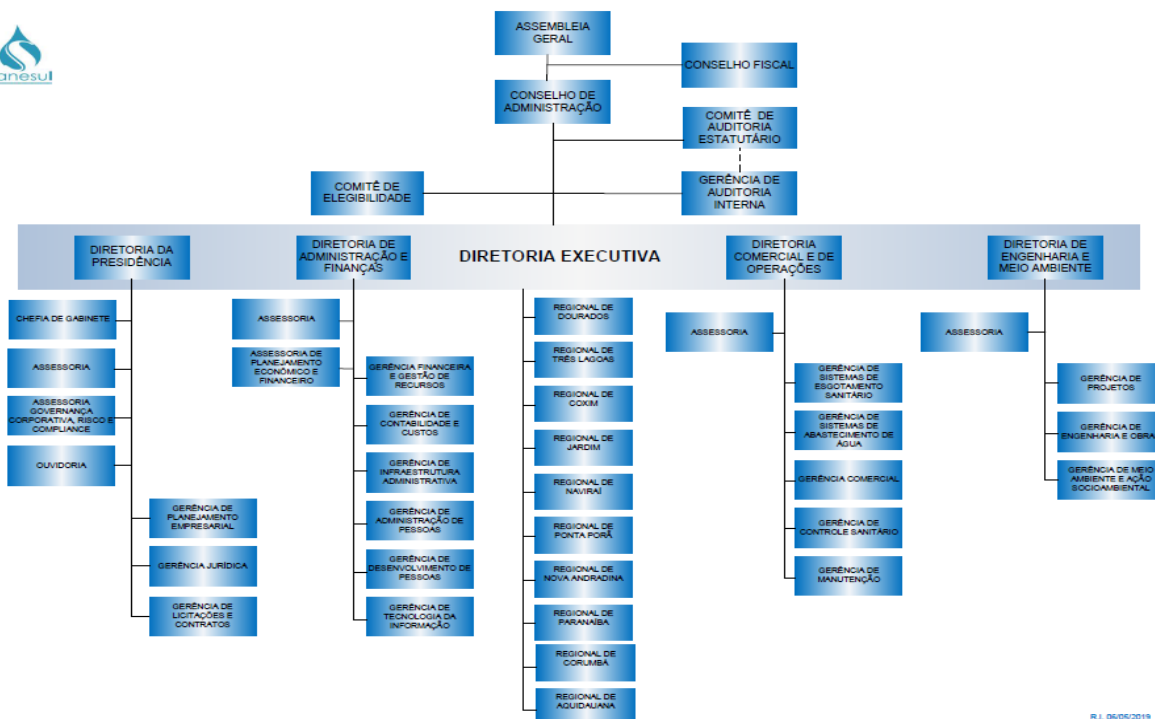 anesul
ASSEMBLEIA
GERAL
CONSELHO FISCAL
CONSELHO DE
ADMINISTRAÇÃO
COMITÊ DE
AUDITORIA
ESTATUTÁRIO
COMITÊ DE
ELEGIBILIDADE
GERÊNCIA DE
AUDITORIA
INTERNA
DIRETORIA EXECUTIVA
DIRETORIA DA
PRESIDÊNCIA
CHEFIA DE GABINETE
ASSESSORIA
ASSESSORIA
GOVERNANÇA
CORPORATIVA, RISCO E
COMPLIANCE
OUVIDORIA
GERÊNCIA DE
PLANEJAMENTO
EMPRESARIAL
GERÊNCIA JURÍDICA
GERÊNCIA DE
LICITAÇÕES E
CONTRATOS
DIRETORIA DE
ADMINISTRAÇÃO E
FINANÇAS
ASSESSORIA
ASSESSORIA DE
PLANEJAMENTO
ECONÔMICO E
FINANCEIRO
GERÊNCIA FINANCEIRA
E GESTÃO DE
RECURSOS
GERÊNCIA DE
CONTABILIDADE E
CUSTOS
GERÊNCIA DE
INFRAESTRUTURA
ADMINISTRATIVA
GERÊNCIA DE
ADMINISTRAÇÃO DE
PESSOAS
GERÊNCIA DE
DESENVOLVIMENTO DE
PESSOAS
GERÊNCIA DE
TECNOLOGIA DA
INFORMAÇÃO
REGIONAL DE
DOURADOS
REGIONAL DE
TRÊS LAGOAS
REGIONAL DE
COXIM
REGIONAL DE
JARDIM
REGIONAL DE
NAVIRAÍ
REGIONAL DE
PONTA PORÃ
REGIONAL DE
NOVA ANDRADINA
REGIONAL DE
PARANAÍBA
REGIONAL DE
CORUMBÁ
REGIONAL DE
AQUIDAUANA
DIRETORIA
COMERCIAL E DE
OPERAÇÕES
ASSESSORIA
GERÊNCIA DE
SISTEMAS DE
ESGOTAMENTO
SANITÁRIO
GERÊNCIA DE
SISTEMAS DE
ABASTECIMENTO DE
ÁGUA
GERÊNCIA COMERCIAL
GERÊNCIA DE
CONTROLE SANITÁRIO
GERÊNCIA DE
MANUTENÇÃO
DIRETORIA DE
ENGENHARIA E
MEIO AMBIENTE
ASSESSORIA
GERÊNCIA DE
PROJETOS
GERÊNCIA DE
ENGENHARIA E OBRA
GERÊNCIA DE MEIO
AMBIENTE E AÇÃO
SOCIOAMBIENTAL
R.I. 06/05/2019